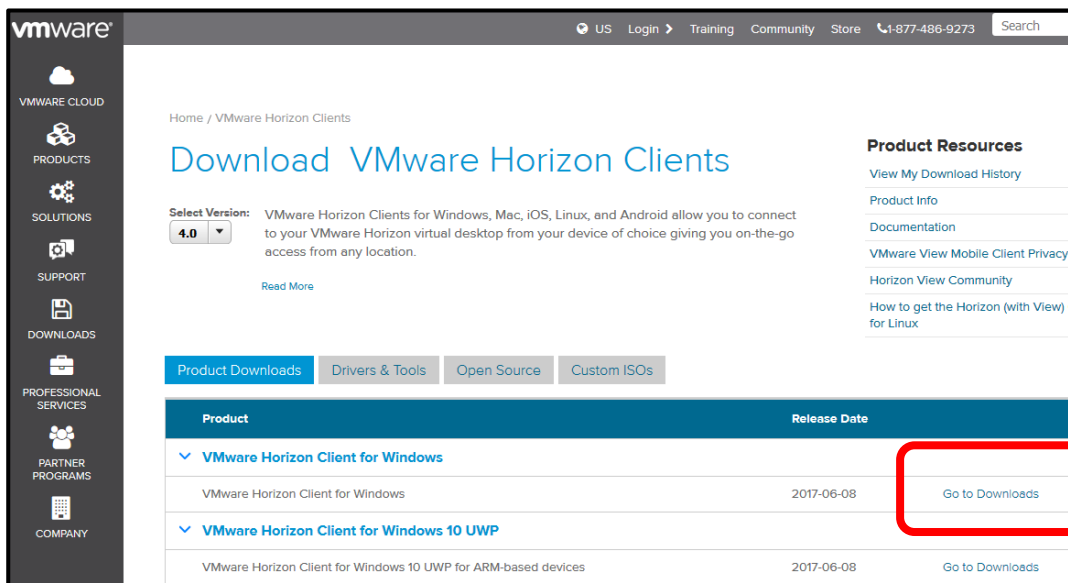 vmware
US Login Training Community Store 1-877-486-9273 Search
VMWARE CLOUD
PRODUCTS
SOLUTIONS
SUPPORT
DOWNLOADS
PROFESSIONAL
SERVICES
PARTNER
PROGRAMS
COMPANY
Home / VMware Horizon Clients
Download VMware Horizon Clients
Select Version:
4.0
VMware Horizon Clients for Windows, Mac, iOS, Linux, and Android allow you to connect
to your VMware Horizon virtual desktop from your device of choice giving you on-the-go
access from any location.
Read More
Product Resources
View My Download History
Product Info
Documentation
VMware View Mobile Client Privacy
Horizon View Community
How to get the Horizon (with View)
for Linux
Product Downloads Drivers & Tools Open Source Custom ISOs
Product Release Date
VMware Horizon Client for Windows
VMware Horizon Client for Windows 2017-06-08 Go to Downloads
VMware Horizon Client for Windows 10 UWP
VMware Horizon Client for Windows 10 UWP for ARM-based devices 2017-06-08 Go to Downloads